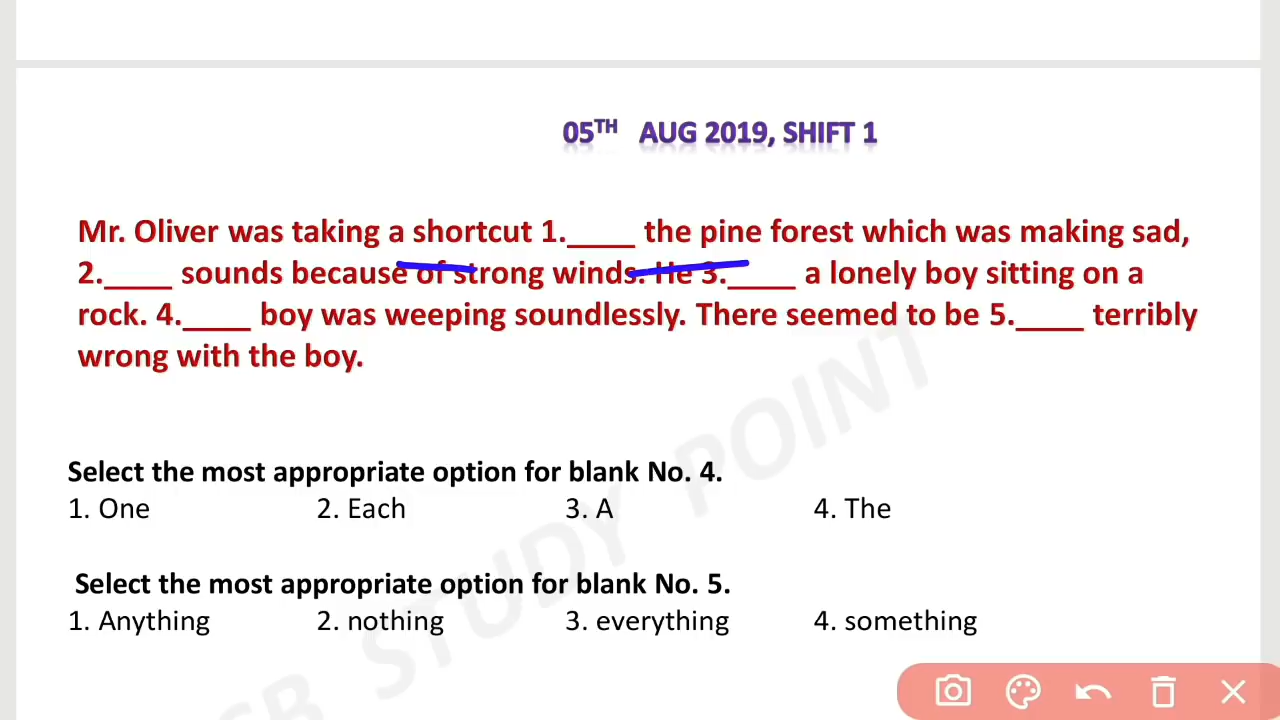 05TH AUG 2019, SHIFT 1
Mr. Oliver was taking a shortcut 1.____ the pine forest which was making sad,
2.____ sounds because of strong winds. He 3.____ a lonely boy sitting on a
rock. 4.____ boy was weeping soundlessly. There seemed to be 5.____ terribly
wrong with the boy.
Select the most appropriate option for blank No. 4.
1. One 2. Each 3. A 4. The
Select the most appropriate option for blank No. 5.
1. Anything 2. nothing 3. everything 4. something
STUDY POINT